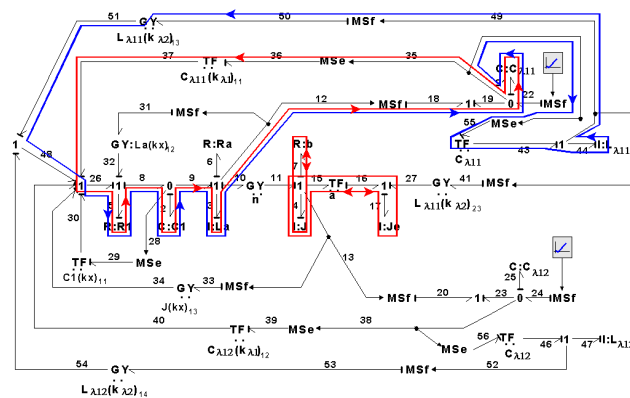 51 GY 50 MSf 49
L λ11(k λ2)13
37 TF 36 MSe 35 C:C λ11
C λ11(kλ1)11
12 MSf 18 1 19 0 22 MSf
31 MSf
55 MSe
1 GY:La(kx)12 R:Ra TF 43 I1 44 I:L λ11
C λ11
48 32 6 R:b
7
26 I1 8 0 9 I1 10 GY 11 I1 15 TF 16 1 27 GY 41 MSf
n a L λ11(k λ2)23
5 2 3 4 17
R:R1 C:C1 I:La I:J I:Je
30 28
TF 29 MSe 13 C:C λ12
C1(kx)11 25
34 GY 33 MSf MSf 20 1 23 0 24 MSf
J(kx)13
40 TF 39 MSe 38
C λ12(kλ1)12 MSe 56 TF 46 I1 47 I:L λ12
C λ12
54 GY 53 MSf 52
L λ12(k λ2)14